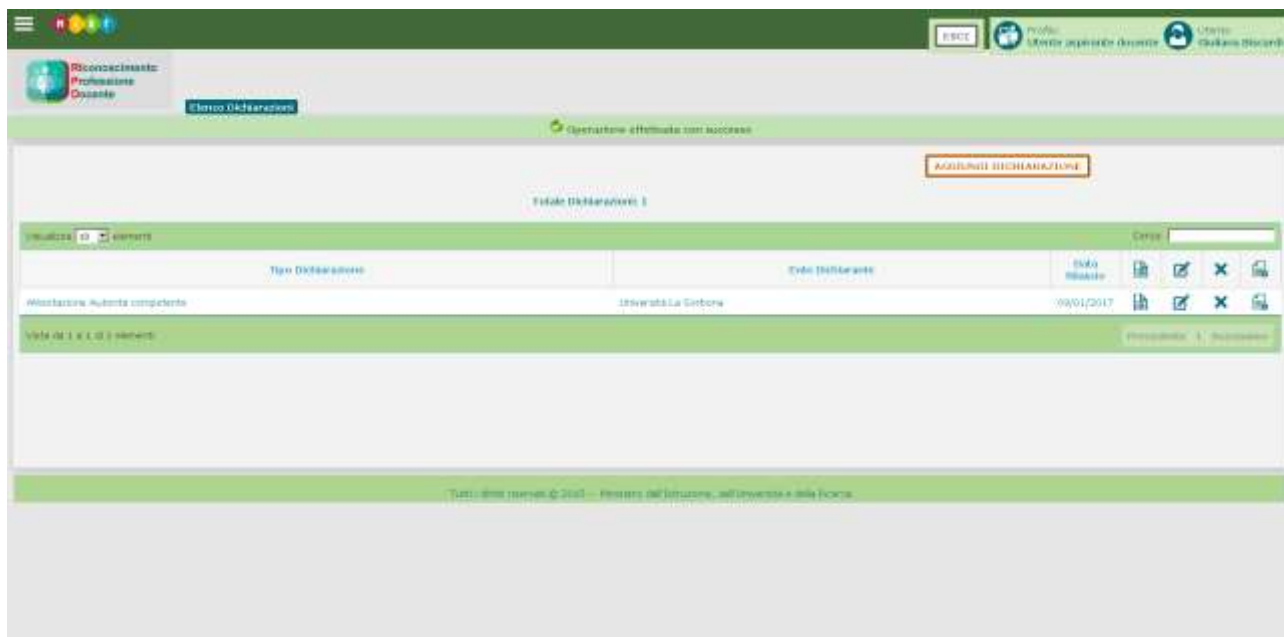 MIUR
ESCI
Profilo:
Utente aspirante docente
Utente:
Giuliana Biscardi
Riconoscimento
Professione
Docente
Elenco Dichiarazioni
Operazione effettuata con successo
AGGIUNGI DICHIARAZIONE
Totale Dichiarazioni: 1
Visualizza 10 elementi
Cerca:
Tipo Dichiarazione
Ente Dichiarante
Data
Rilascio
Attestazione Autorità competente
Università La Sorbona
09/01/2017
Vista da 1 a 1 di 1 elementi
Precedente 1 Successivo
Tutti i diritti riservati © - Ministero dell'Istruzione, dell'Università e della Ricerca